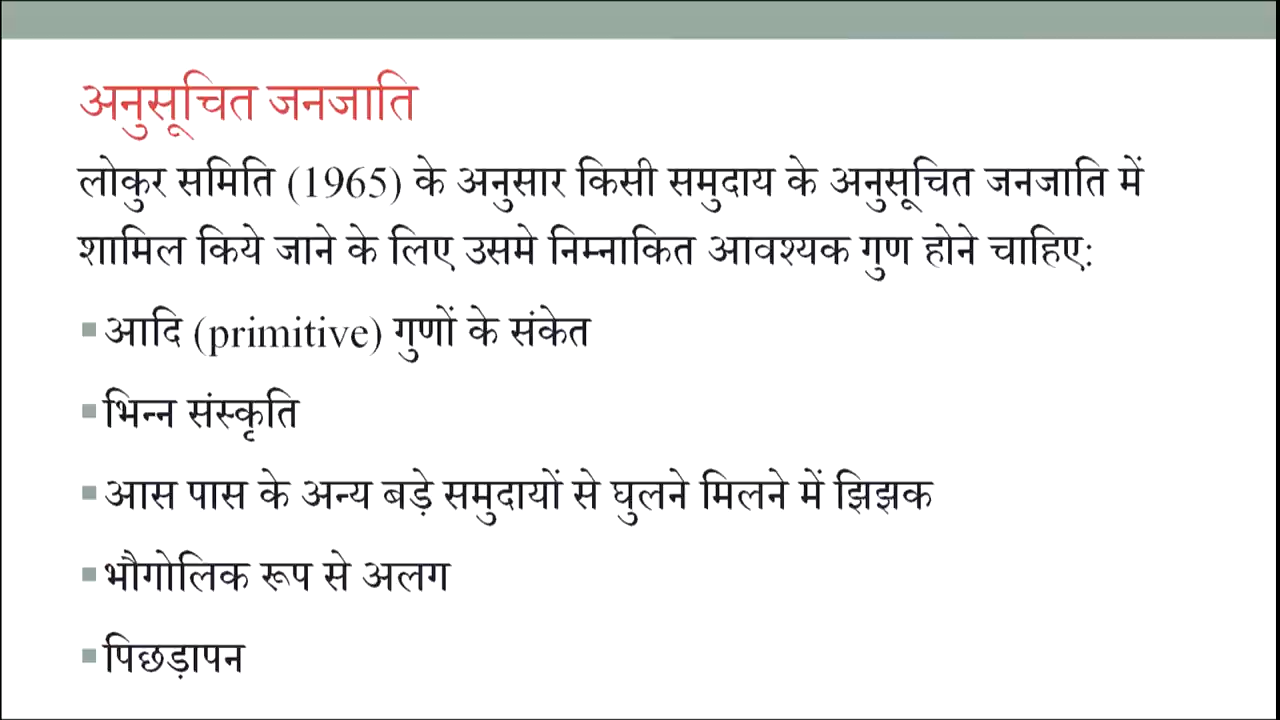 अनुसूचित जनजाति
लोकुर समिति (1965) के अनुसार किसी समुदाय के अनुसूचित जनजाति में
शामिल किये जाने के लिए उसमे निम्नाकित आवश्यक गुण होने चाहिए:
▪ आदि (primitive) गुणों के संकेत
▪ भिन्न संस्कृति
▪ आस पास के अन्य बड़े समुदायों से घुलने मिलने में झिझक
▪ भौगोलिक रूप से अलग
▪ पिछड़ापन